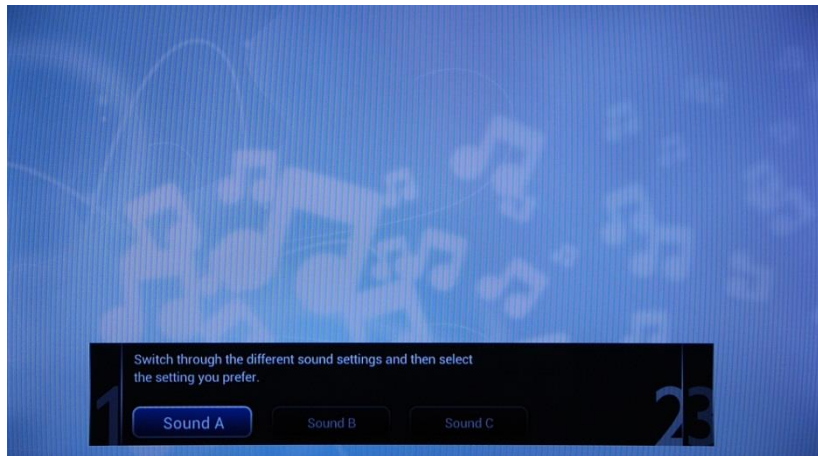 Switch through the different sound settings and then select
the setting you prefer.
1
2 3
Sound A Sound B Sound C